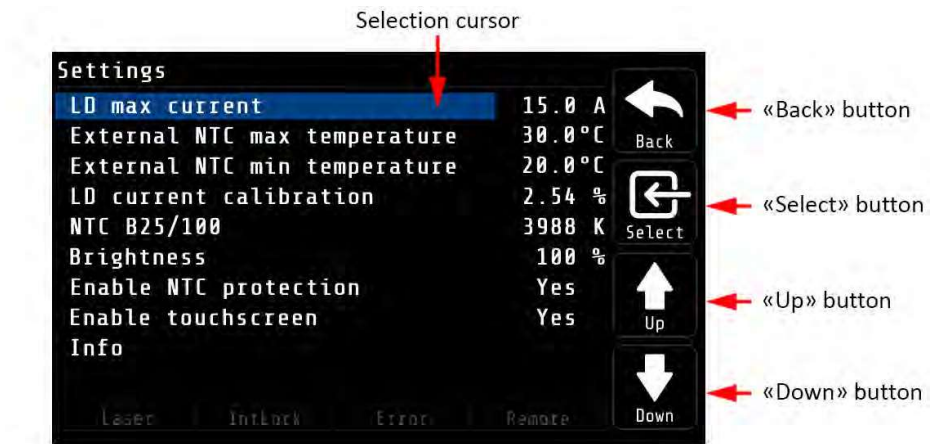 Selection cursor
Settings
LD max current 15.0 A
External NTC max temperature 30.0°C
External NTC min temperature 20.0°C
LD current calibration 2.54 %
NTC B25/100 3988 K
Brightness 100 %
Enable NTC protection Yes
Enable touchscreen Yes
Info
Laser Intlock Error Remote
Back
Select
Up
Down
«Back» button
«Select» button
«Up» button
«Down» button